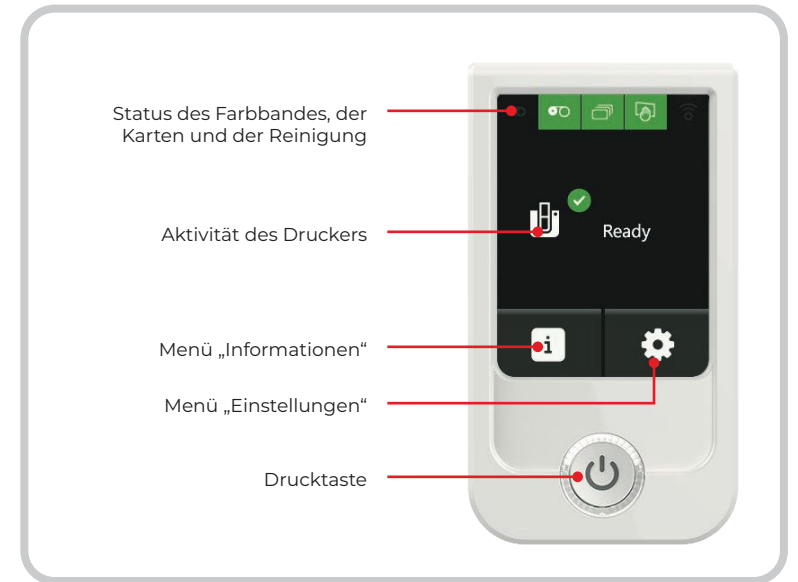 Status des Farbbandes, der
Karten und der Reinigung
Aktivität des Druckers
Ready
Menü „Informationen“
i
Menü „Einstellungen“
Drucktaste